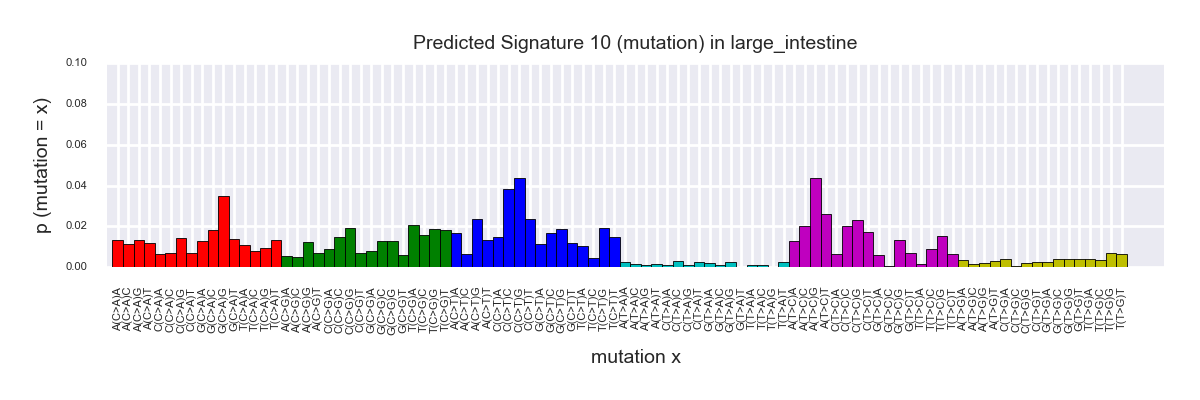 Predicted Signature 10 (mutation) in large_intestine
p (mutation = x)
0.10
0.08
0.06
0.04
0.02
0.00
A(C>A)A
A(C>A)C
A(C>A)G
A(C>A)T
C(C>A)A
C(C>A)C
C(C>A)G
C(C>A)T
G(C>A)A
G(C>A)C
G(C>A)G
G(C>A)T
T(C>A)A
T(C>A)C
T(C>A)G
T(C>A)T
A(C>G)A
A(C>G)C
A(C>G)G
A(C>G)T
C(C>G)A
C(C>G)C
C(C>G)G
C(C>G)T
G(C>G)A
G(C>G)C
G(C>G)G
G(C>G)T
T(C>G)A
T(C>G)C
T(C>G)G
T(C>G)T
A(C>T)A
A(C>T)C
A(C>T)G
A(C>T)T
C(C>T)A
C(C>T)C
C(C>T)G
C(C>T)T
G(C>T)A
G(C>T)C
G(C>T)G
G(C>T)T
T(C>T)A
T(C>T)C
T(C>T)G
T(C>T)T
A(T>A)A
A(T>A)C
A(T>A)G
A(T>A)T
C(T>A)A
C(T>A)C
C(T>A)G
C(T>A)T
G(T>A)A
G(T>A)C
G(T>A)G
G(T>A)T
T(T>A)A
T(T>A)C
T(T>A)G
T(T>A)T
A(T>C)A
A(T>C)C
A(T>C)G
A(T>C)T
C(T>C)A
C(T>C)C
C(T>C)G
C(T>C)T
G(T>C)A
G(T>C)C
G(T>C)G
G(T>C)T
T(T>C)A
T(T>C)C
T(T>C)G
T(T>C)T
A(T>G)A
A(T>G)C
A(T>G)G
A(T>G)T
C(T>G)A
C(T>G)C
C(T>G)G
C(T>G)T
G(T>G)A
G(T>G)C
G(T>G)G
G(T>G)T
T(T>G)A
T(T>G)C
T(T>G)G
T(T>G)T
mutation x